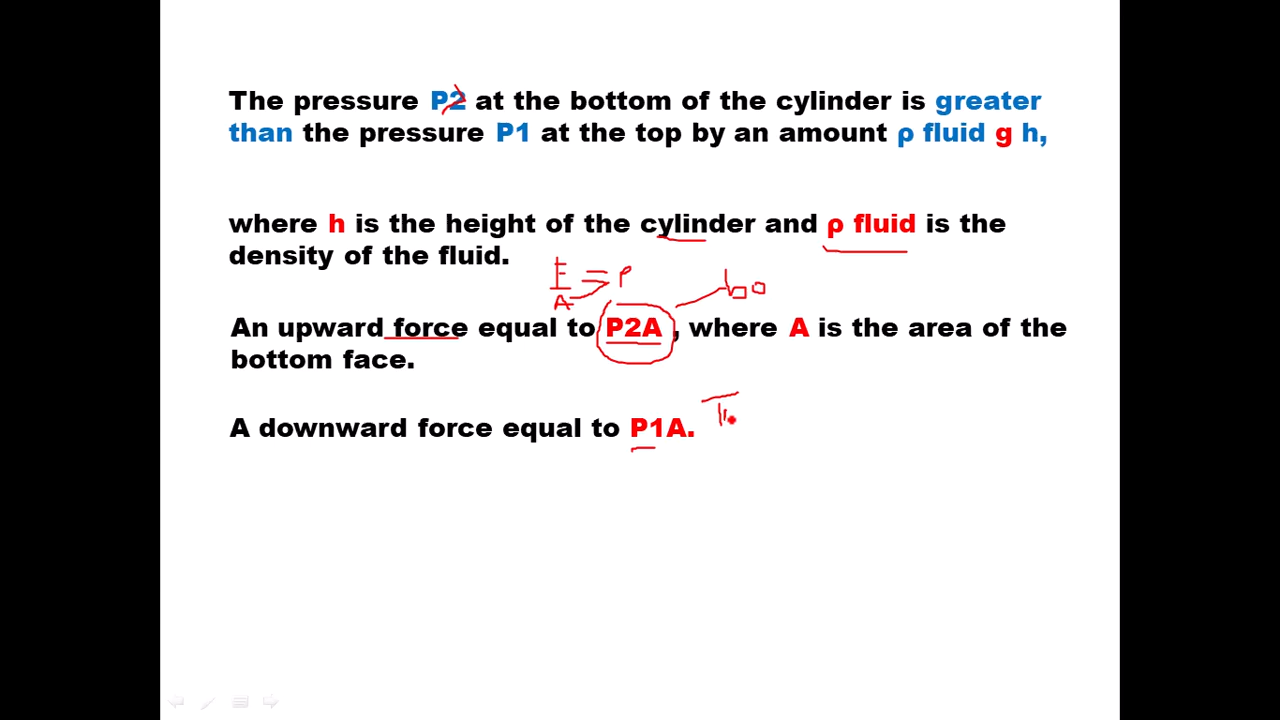 The pressure P2 at the bottom of the cylinder is greater
than the pressure P1 at the top by an amount ρ fluid g h,
where h is the height of the cylinder and ρ fluid is the
density of the fluid.
F/A = P
bo
An upward force equal to P2A , where A is the area of the
bottom face.
A downward force equal to P1A.